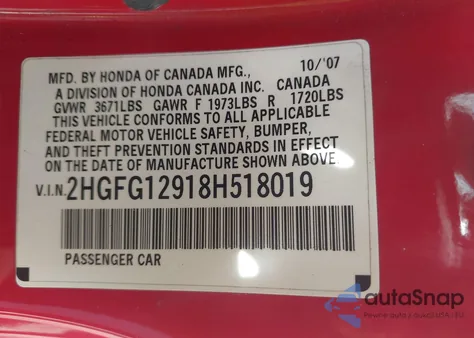 MFD. BY HONDA OF CANADA MFG., 10/'07
A DIVISION OF HONDA CANADA INC. CANADA
GVWR 3671LBS GAWR F 1973LBS R 1720LBS
THIS VEHICLE CONFORMS TO ALL APPLICABLE
FEDERAL MOTOR VEHICLE SAFETY, BUMPER,
AND THEFT PREVENTION STANDARDS IN EFFECT
ON THE DATE OF MANUFACTURE SHOWN ABOVE.
V.I.N. 2HGFG12918H518019
PASSENGER CAR
autoSnap